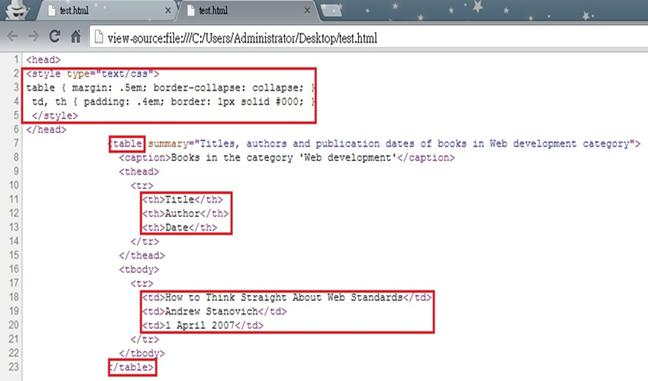 test.html
test.html
view-source:file:///C:/Users/Administrator/Desktop/test.html
1 <head>
2 <style type="text/css">
3 table { margin: .5em; border-collapse: collapse; }
4 td, th { padding: .4em; border: 1px solid #000; }
5 </style>
6 </head>
7 <table summary="Titles, authors and publication dates of books in Web development category">
8 <caption>Books in the category 'Web development'</caption>
9 <thead>
10 <tr>
11 <th>Title</th>
12 <th>Author</th>
13 <th>Date</th>
14 </tr>
15 </thead>
16 <tbody>
17 <tr>
18 <td>How to Think Straight About Web Standards</td>
19 <td>Andrew Stanovich</td>
20 <td>1 April 2007</td>
21 </tr>
22 </tbody>
23 </table>